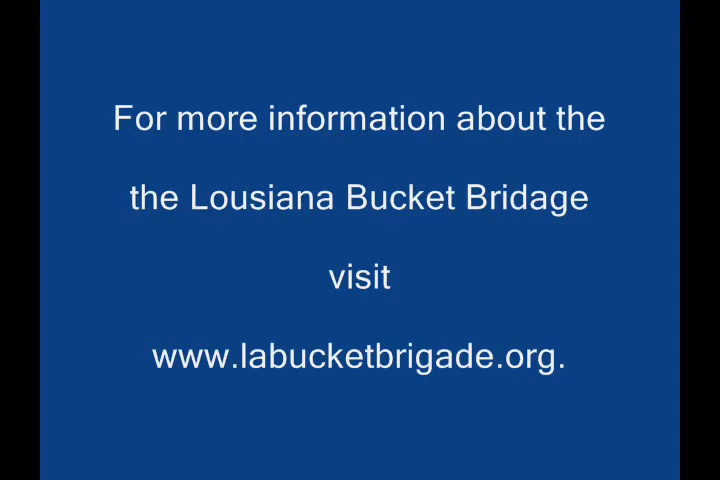 For more information about the
the Lousiana Bucket Bridage
visit
www.labucketbrigade.org.